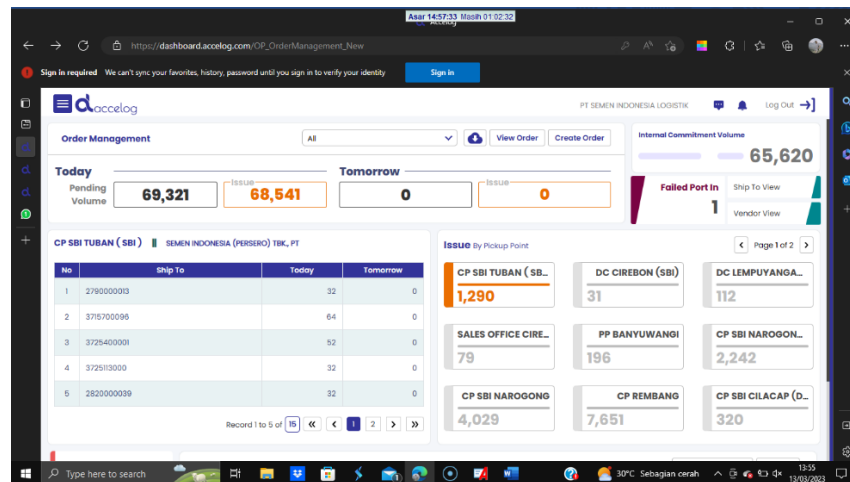 Asar 14:57:33 Masih 01:02:32
https://dashboard.accelog.com/OP_OrderManagement_New
Sign in required We can't sync your favorites, history, password until you sign in to verify your identity Sign in
accelog PT SEMEN INDONESIA LOGISTIK Log Out
Order Management All View Order Create Order
Internal Commitment Volume
65,620
Today Tomorrow
Pending Volume 69,321 Issue 68,541 0 Issue 0
Failed Port In 1
Ship To View
Vendor View
CP SBI TUBAN ( SBI ) SEMEN INDONESIA (PERSERO) TBK., PT
No Ship To Today Tomorrow
1 2790000013 32 0
2 3715700096 64 0
3 3725400001 52 0
4 3725113000 32 0
5 2820000039 32 0
Record 1 to 5 of 15 1 2
Issue By Pickup Point Page 1 of 2
CP SBI TUBAN ( SB... DC CIREBON (SBI) DC LEMPUYANGA...
1,290 31 112
SALES OFFICE CIRE... PP BANYUWANGI CP SBI NAROGON...
79 196 2,242
CP SBI NAROGONG CP REMBANG CP SBI CILACAP (D...
4,029 7,651 320
Type here to search 30°C Sebagian cerah 13:55
13/03/2023